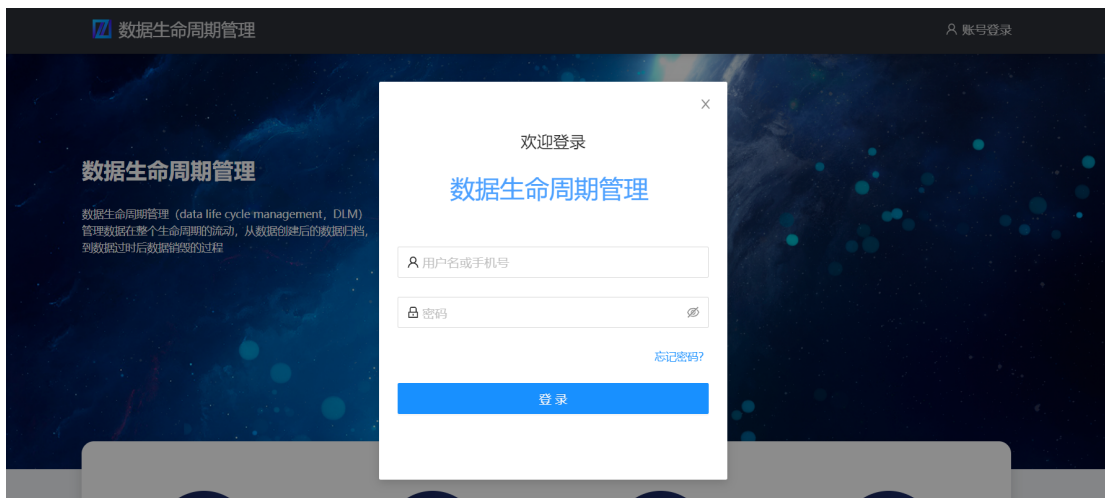 数据生命周期管理
账号登录
欢迎登录
数据生命周期管理
数据生命周期管理
数据生命周期管理（data life cycle management，DLM）
管理数据在整个生命周期的流动，从数据创建后的数据归档，
到数据过时后数据销毁的过程
用户名或手机号
密码
忘记密码?
登 录